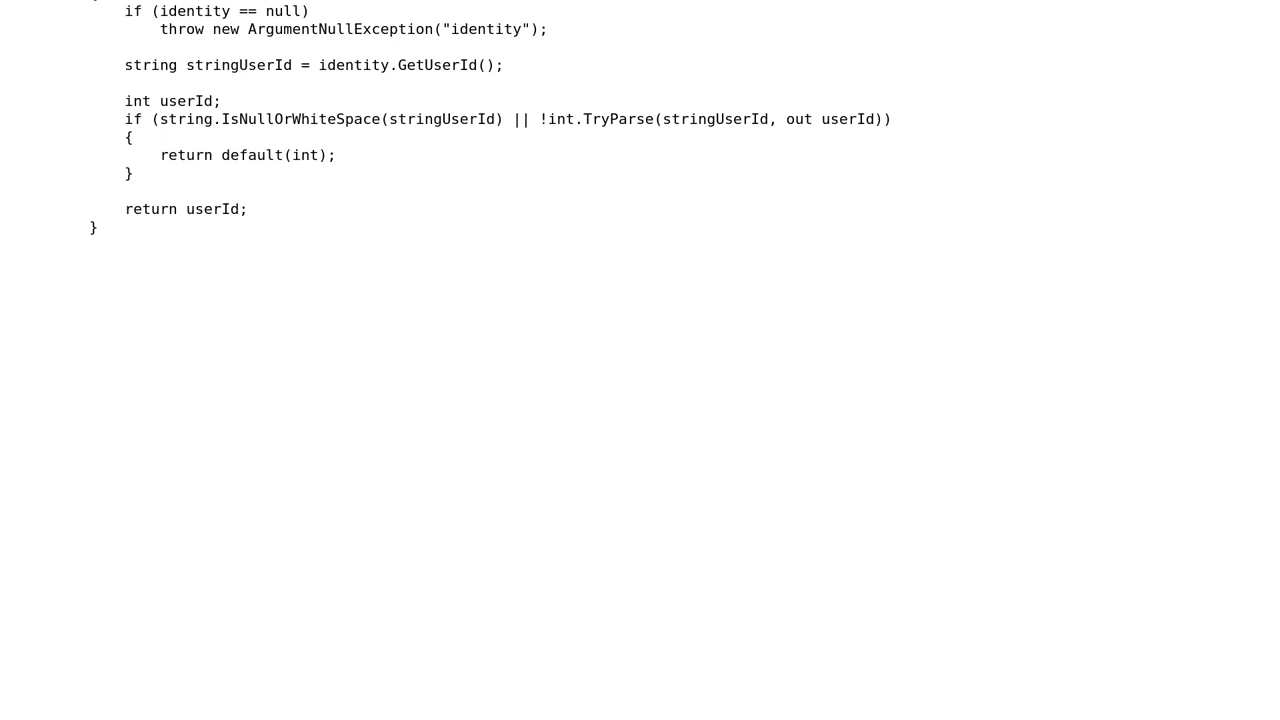 if (identity == null)
throw new ArgumentNullException("identity");
string stringUserId = identity.GetUserId();
int userId;
if (string.IsNullOrWhiteSpace(stringUserId) || !int.TryParse(stringUserId, out userId))
{
return default(int);
}
return userId;
}